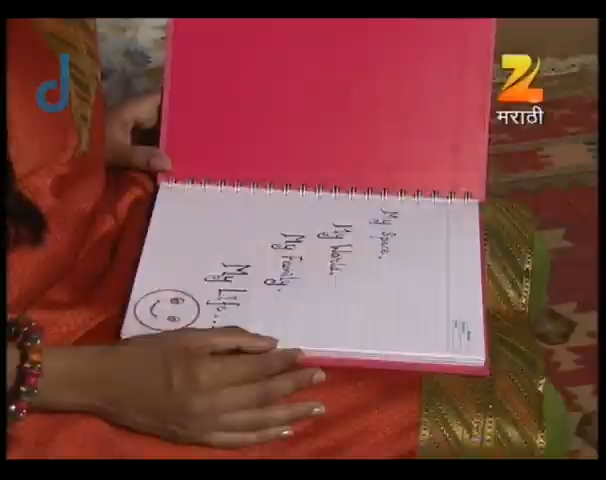 My Space.
My World.
My Family.
My Life...
मराठी